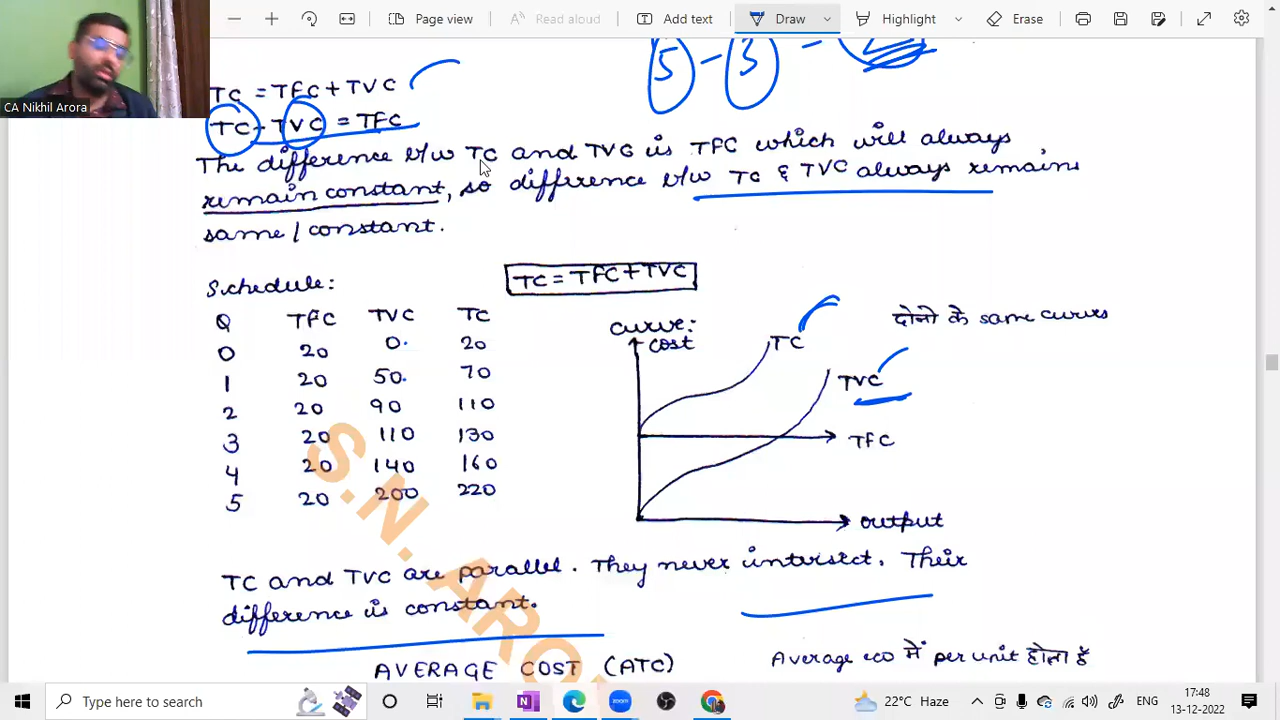 Page view
Read aloud
Add text
Draw
Highlight
Erase
CA Nikhil Arora
5 - 3 -
TC = TFC + TVC
TC - TVC = TFC
The difference b/w TC and TVC is TFC which will always
remain constant, so difference b/w TC & TVC always remains
same / constant.
Schedule:
TC = TFC + TVC
Q TFC TVC TC
0 20 0 20
1 20 50 70
2 20 90 110
3 20 110 130
4 20 140 160
5 20 200 220
curve:
cost
TC
दोनो के same curves
TVC
TFC
output
TC and TVC are parallel. They never intersect. Their
difference is constant.
S.N. ARO
AVERAGE COST (ATC)
Average eco में per unit होता है
Type here to search
22°C Haze
ENG
17:48
13-12-2022